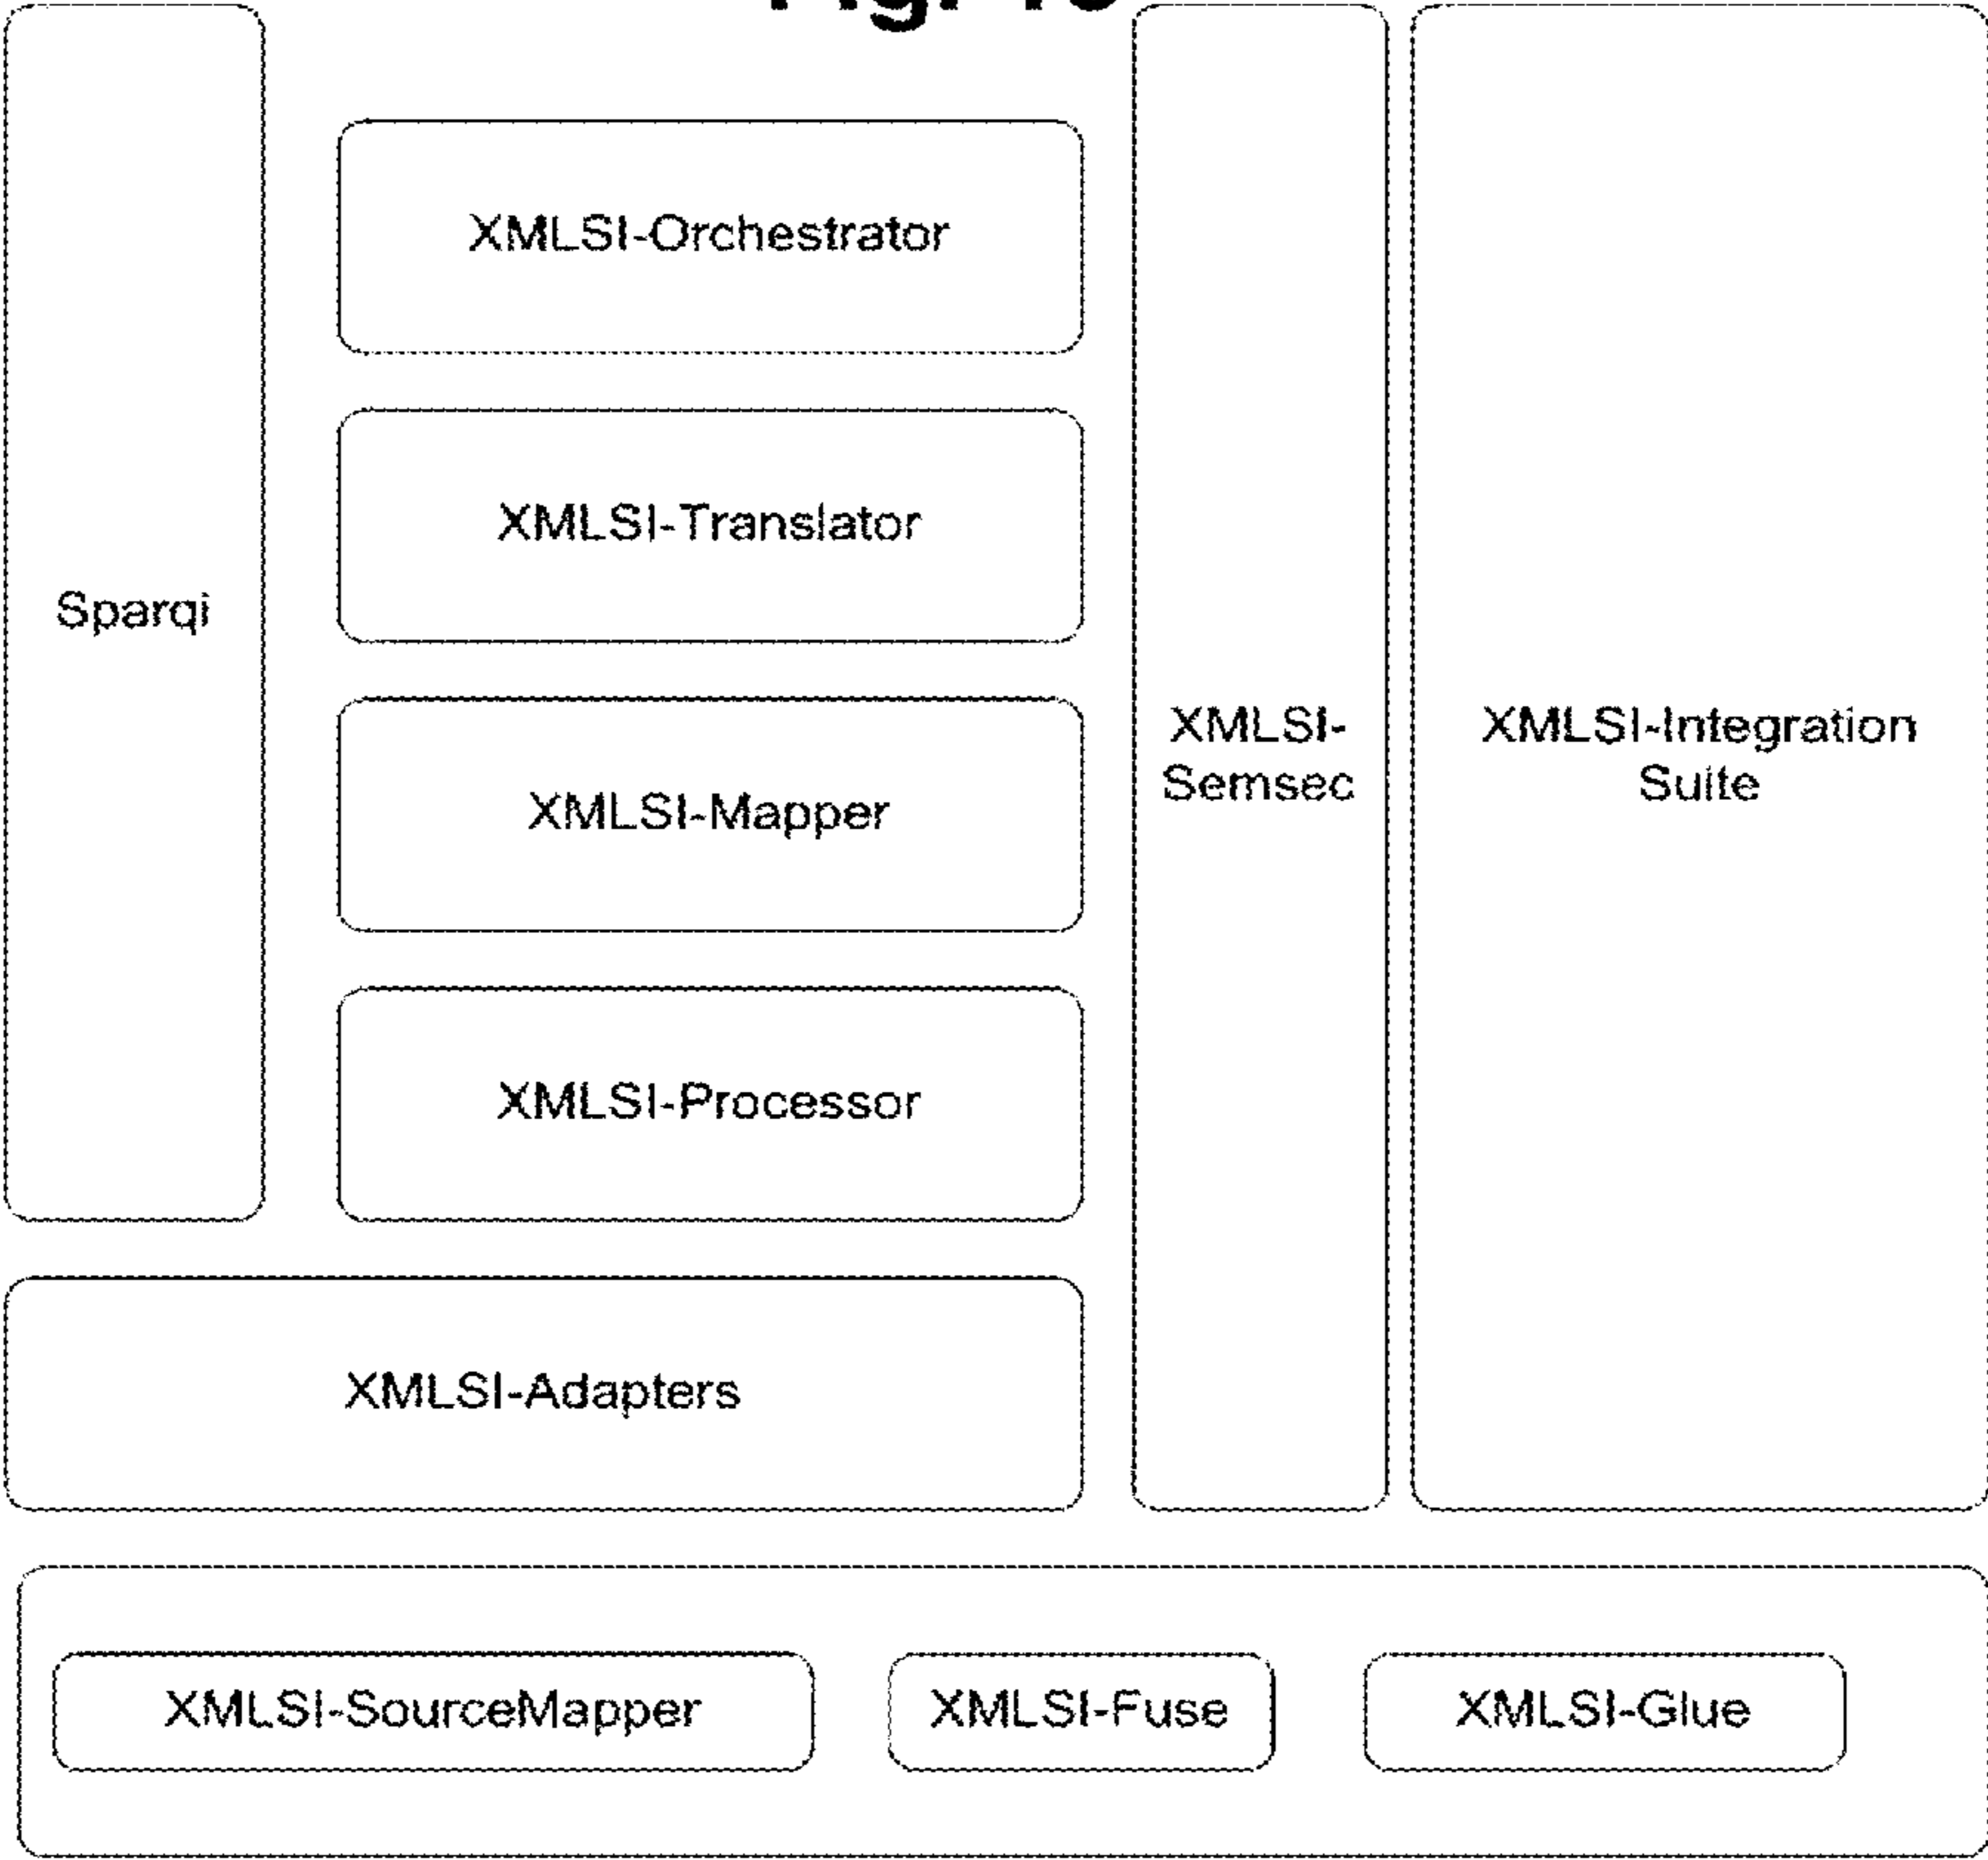 XMLSI-Orchestrator
XMLSI-Translator
Sparqi
XMLSI-
Semsec
XMLSI-Integration
Suite
XMLSI-Mapper
XMLSI-Processor
XMLSI-Adapters
XMLSI-SourceMapper
XMLSI-Fuse
XMLSI-Glue